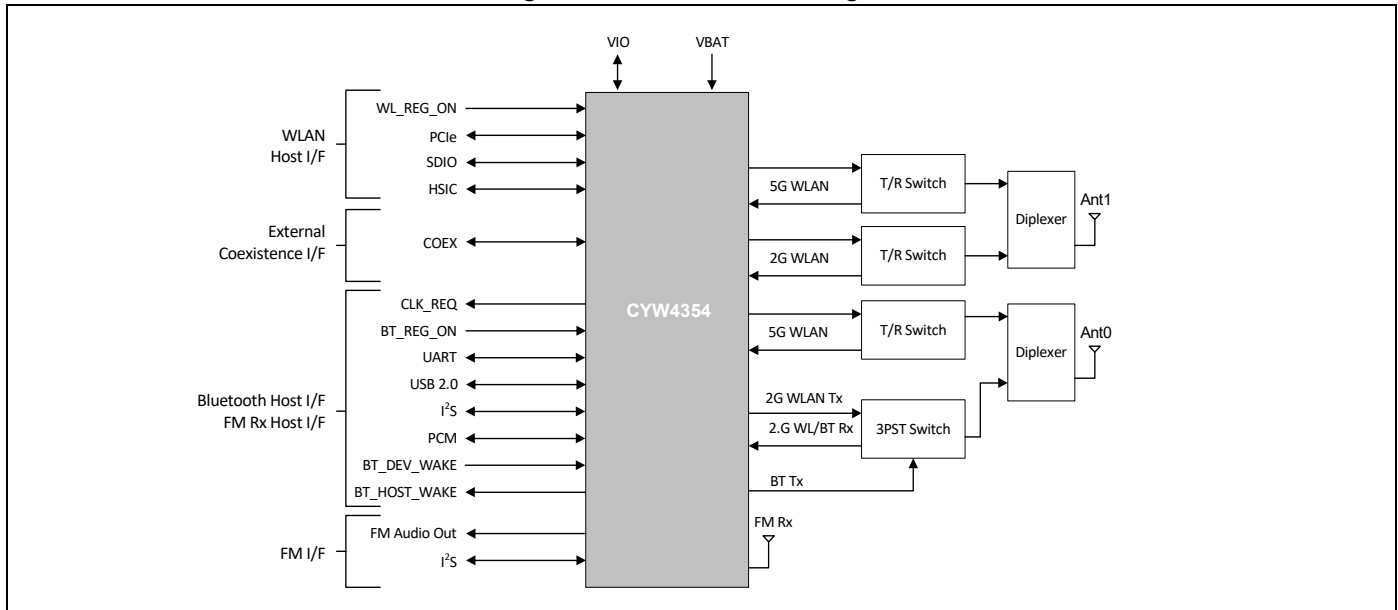 VIO
VBAT
WLAN
Host I/F
WL_REG_ON
PCIe
SDIO
HSIC
External
Coexistence I/F
COEX
Bluetooth Host I/F
FM Rx Host I/F
CLK_REQ
BT_REG_ON
UART
USB 2.0
I²S
PCM
BT_DEV_WAKE
BT_HOST_WAKE
FM I/F
FM Audio Out
I²S
CYW4354
5G WLAN
T/R Switch
2G WLAN
T/R Switch
Diplexer
Ant1
5G WLAN
T/R Switch
Diplexer
Ant0
2G WLAN Tx
2.G WL/BT Rx
3PST Switch
BT Tx
FM Rx